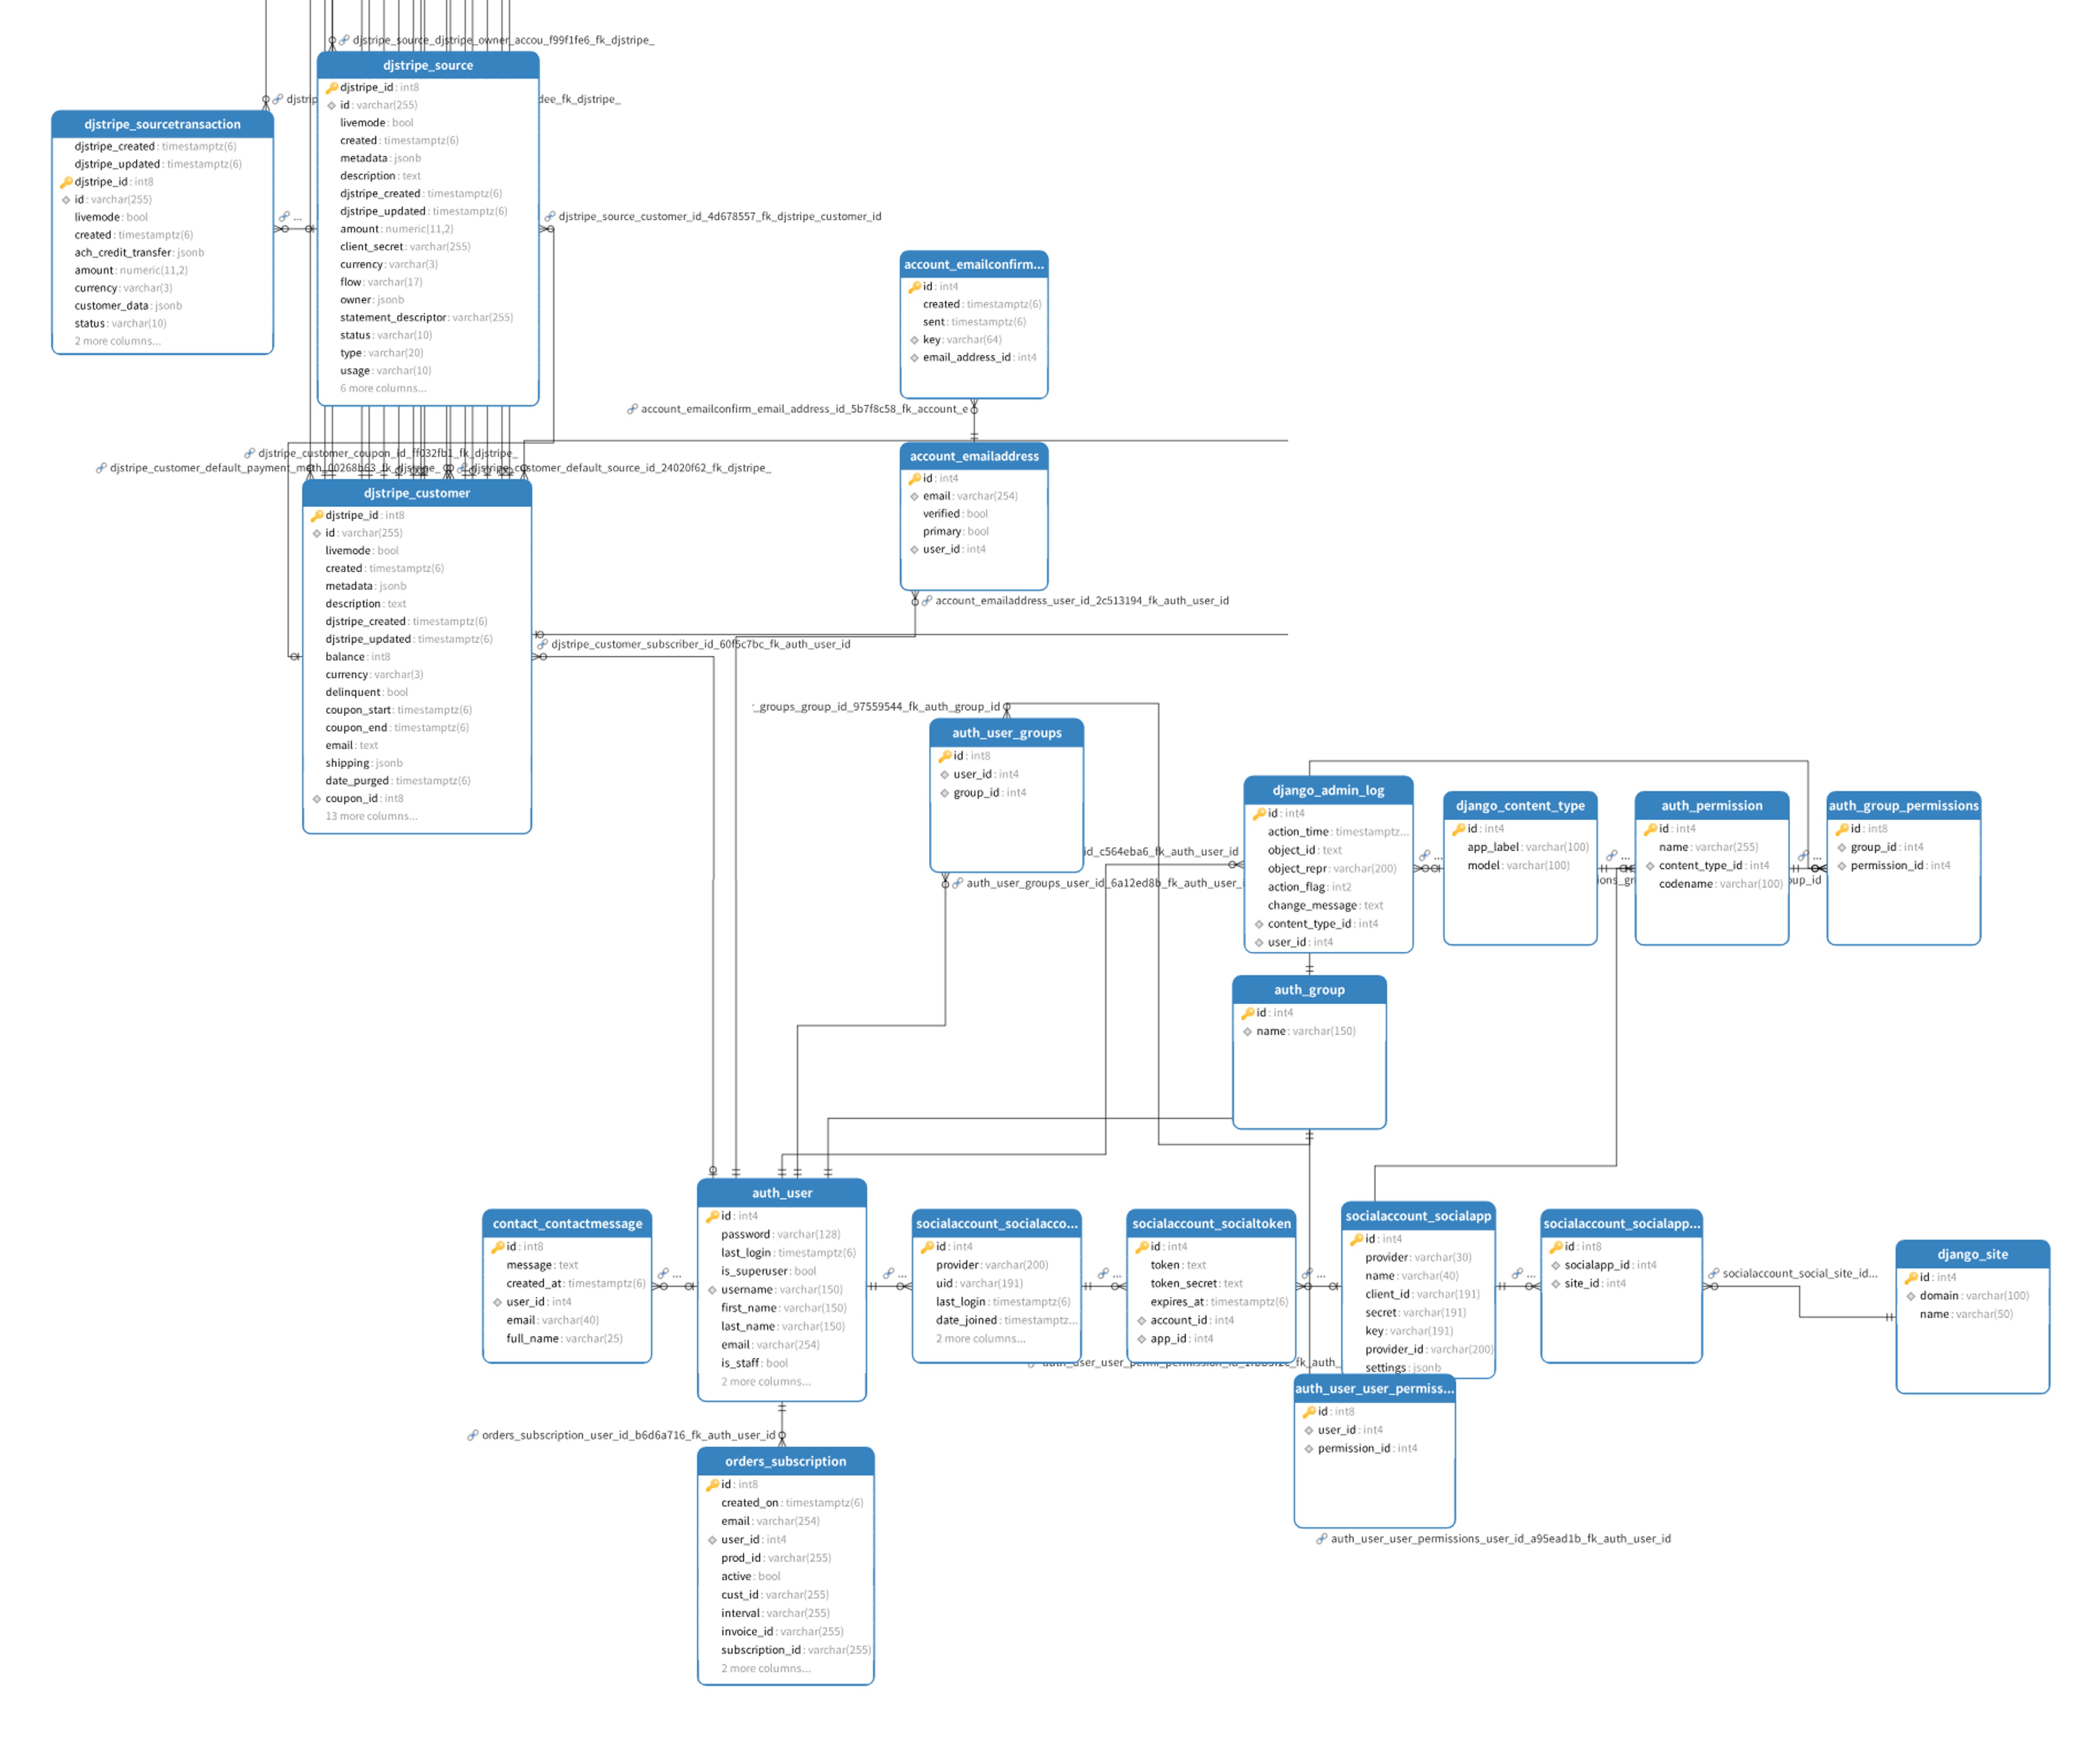 djstripe_source_djstripe_owner_accou_f99f1fe6_fk_djstripe_
djstripe_source
djstripe_id : int8
id : varchar(255)
livemode : bool
created : timestamptz(6)
metadata : jsonb
description : text
djstripe_created : timestamptz(6)
djstripe_updated : timestamptz(6)
amount : numeric(11,2)
client_secret : varchar(255)
currency : varchar(3)
flow : varchar(17)
owner : jsonb
statement_descriptor : varchar(255)
status : varchar(10)
type : varchar(20)
usage : varchar(10)
6 more columns...
djstrip
dee_fk_djstripe_
djstripe_sourcetransaction
djstripe_created : timestamptz(6)
djstripe_updated : timestamptz(6)
djstripe_id : int8
id : varchar(255)
livemode : bool
created : timestamptz(6)
ach_credit_transfer : jsonb
amount : numeric(11,2)
currency : varchar(3)
customer_data : jsonb
status : varchar(10)
2 more columns...
...
djstripe_source_customer_id_4d678557_fk_djstripe_customer_id
account_emailconfirm...
id : int4
created : timestamptz(6)
sent : timestamptz(6)
key : varchar(64)
email_address_id : int4
account_emailconfirm_email_address_id_5b7f8c58_fk_account_e
account_emailaddress
id : int4
email : varchar(254)
verified : bool
primary : bool
user_id : int4
account_emailaddress_user_id_2c513194_fk_auth_user_id
djstripe_customer_coupon_id_ff032fb1_fk_djstripe_
djstripe_customer_default_payment_meth_00268b63_fk_djstripe_
djstripe_customer_default_source_id_24020f62_fk_djstripe_
djstripe_customer
djstripe_id : int8
id : varchar(255)
livemode : bool
created : timestamptz(6)
metadata : jsonb
description : text
djstripe_created : timestamptz(6)
djstripe_updated : timestamptz(6)
balance : int8
currency : varchar(3)
delinquent : bool
coupon_start : timestamptz(6)
coupon_end : timestamptz(6)
email : text
shipping : jsonb
date_purged : timestamptz(6)
coupon_id : int8
13 more columns...
djstripe_customer_subscriber_id_60f5c7bc_fk_auth_user_id
_groups_group_id_97559544_fk_auth_group_id
auth_user_groups
id : int8
user_id : int4
group_id : int4
id_c564eba6_fk_auth_user_id
auth_user_groups_user_id_6a12ed8b_fk_auth_user_i
django_admin_log
id : int4
action_time : timestamptz...
object_id : text
object_repr : varchar(200)
action_flag : int2
change_message : text
content_type_id : int4
user_id : int4
...
django_content_type
id : int4
app_label : varchar(100)
model : varchar(100)
...
ions_gr
auth_permission
id : int4
name : varchar(255)
content_type_id : int4
codename : varchar(100)
...
oup_id
auth_group_permissions
id : int8
group_id : int4
permission_id : int4
auth_group
id : int4
name : varchar(150)
contact_contactmessage
id : int8
message : text
created_at : timestamptz(6)
user_id : int4
email : varchar(40)
full_name : varchar(25)
...
auth_user
id : int4
password : varchar(128)
last_login : timestamptz(6)
is_superuser : bool
username : varchar(150)
first_name : varchar(150)
last_name : varchar(150)
email : varchar(254)
is_staff : bool
2 more columns...
...
socialaccount_socialacco...
id : int4
provider : varchar(200)
uid : varchar(191)
last_login : timestamptz(6)
date_joined : timestamptz...
2 more columns...
...
socialaccount_socialtoken
id : int4
token : text
token_secret : text
expires_at : timestamptz(6)
account_id : int4
app_id : int4
...
socialaccount_socialapp
id : int4
provider : varchar(30)
name : varchar(40)
client_id : varchar(191)
secret : varchar(191)
key : varchar(191)
provider_id : varchar(200)
settings : jsonb
...
socialaccount_socialapp...
id : int8
socialapp_id : int4
site_id : int4
socialaccount_social_site_id...
django_site
id : int4
domain : varchar(100)
name : varchar(50)
auth_user_user_permiss...
id : int8
user_id : int4
permission_id : int4
auth_user_user_permissions_user_id_a95ead1b_fk_auth_user_id
orders_subscription_user_id_b6d6a716_fk_auth_user_id
orders_subscription
id : int8
created_on : timestamptz(6)
email : varchar(254)
user_id : int4
prod_id : varchar(255)
active : bool
cust_id : varchar(255)
interval : varchar(255)
invoice_id : varchar(255)
subscription_id : varchar(255)
2 more columns...